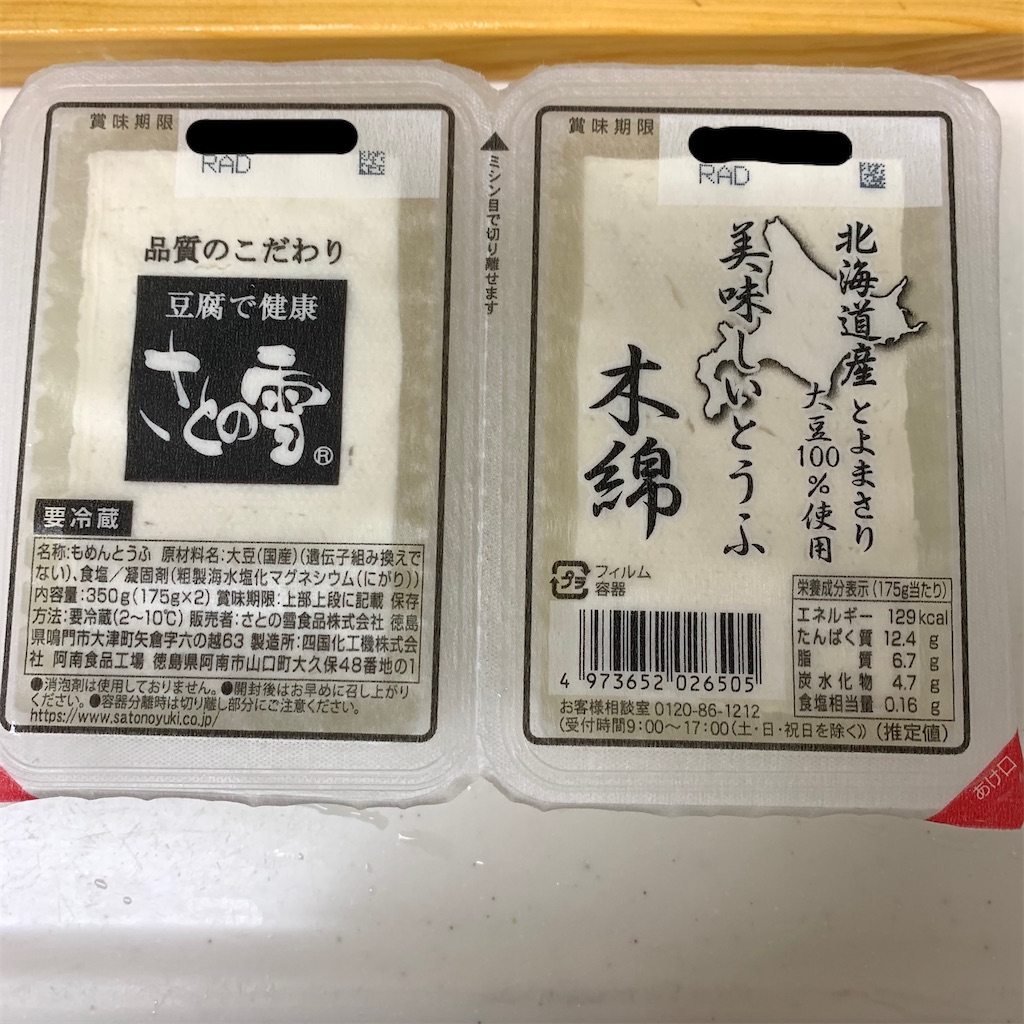 賞味期限
RAD
品質のこだわり
豆腐で健康
さとの雪®
要冷蔵
名称:もめんとうふ 原材料名:大豆(国産)(遺伝子組み換えで
ない)、食塩/凝固剤(粗製海水塩化マグネシウム(にがり))
内容量:350g(175g×2) 賞味期限:上部上段に記載 保存
方法:要冷蔵(2~10℃) 販売者:さとの雪食品株式会社 徳島
県鳴門市大津町矢倉字六の越63 製造所:四国化工機株式会
社 阿南食品工場 徳島県阿南市山口町大久保48番地の1
●消泡剤は使用しておりません。●開封後はお早めに召し上がり
ください。●容器分離時は切り離し部分にご注意ください。
https://www.satonoyuki.co.jp/
▲ミシン目で切り離せます
賞味期限
RAD
北海道産とよまさり
大豆100%使用
美味しいとうふ
木綿
プラ
フィルム
容器
4 973652 026505
お客様相談室 0120-86-1212
(受付時間9:00~17:00(土・日・祝日を除く))
栄養成分表示(175g当たり)
エネルギー 129kcal
たんぱく質 12.4 g
脂質 6.7 g
炭水化物 4.7 g
食塩相当量 0.16 g
(推定値)
あけ口